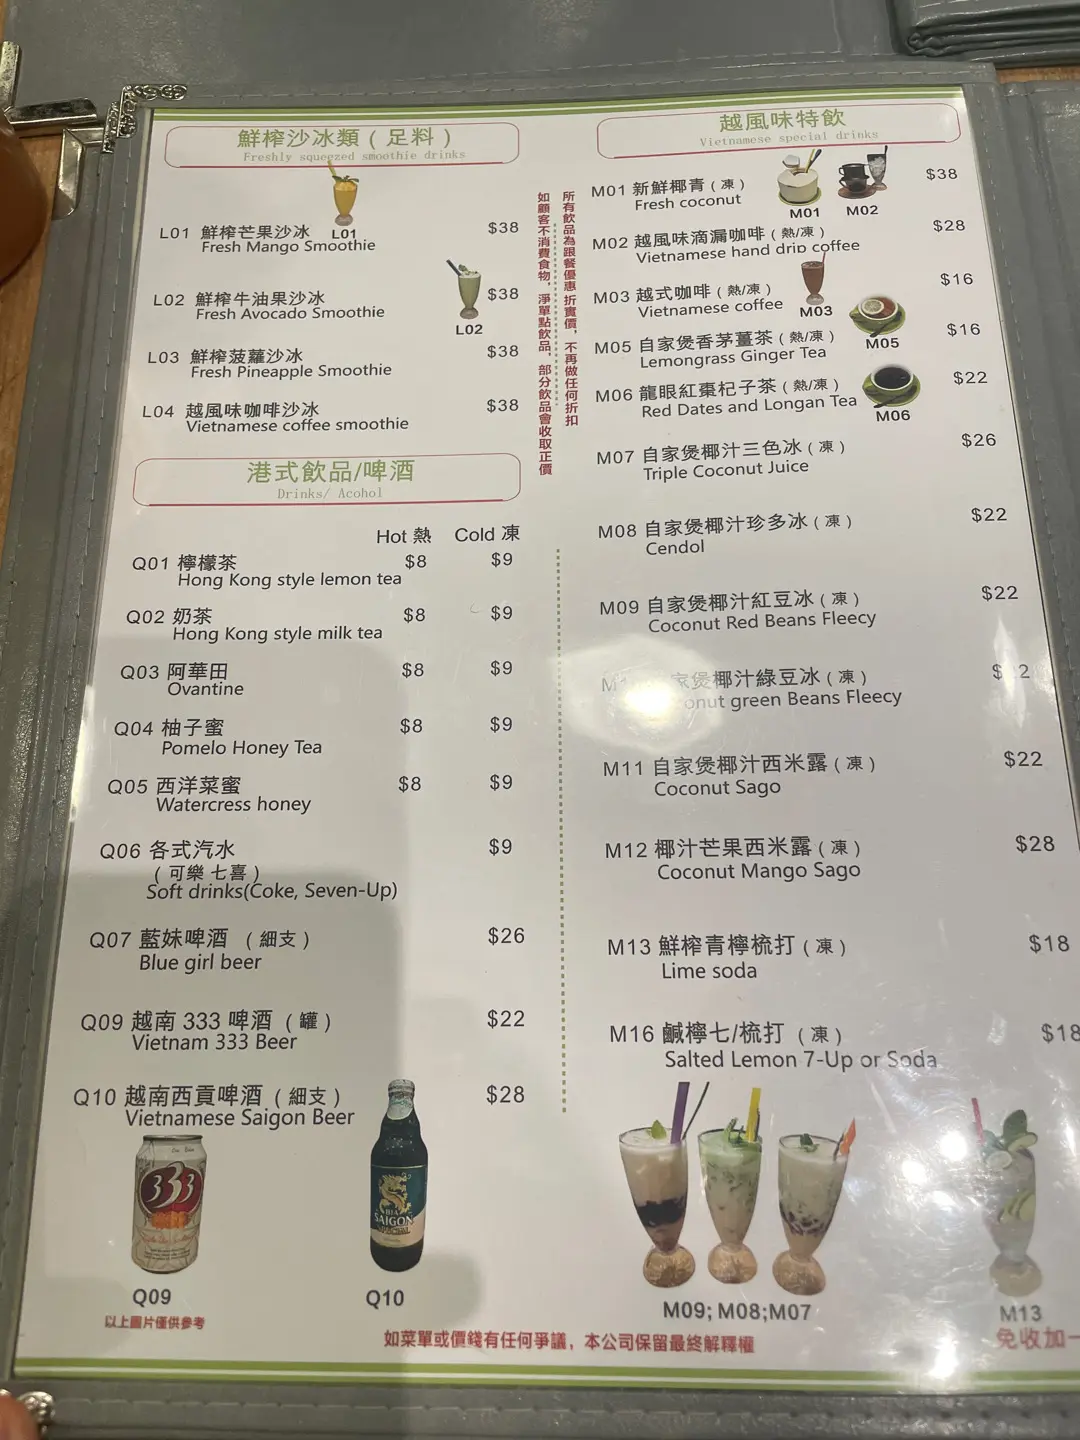 鮮榨沙冰類（足料）
Freshly squeezed smoothie drinks
L01
L01 鮮榨芒果沙冰 $38
Fresh Mango Smoothie
L02 鮮榨牛油果沙冰 $38
Fresh Avocado Smoothie
L02
L03 鮮榨菠蘿沙冰 $38
Fresh Pineapple Smoothie
L04 越風味咖啡沙冰 $38
Vietnamese coffee smoothie
港式飲品/啤酒
Drinks/ Acohol
Hot 熱 Cold 凍
Q01 檸檬茶 $8 $9
Hong Kong style lemon tea
Q02 奶茶 $8 $9
Hong Kong style milk tea
Q03 阿華田 $8 $9
Ovantine
Q04 柚子蜜 $8 $9
Pomelo Honey Tea
Q05 西洋菜蜜 $8 $9
Watercress honey
Q06 各式汽水 $9
（可樂 七喜）
Soft drinks(Coke, Seven-Up)
Q07 藍妹啤酒 （細支） $26
Blue girl beer
Q09 越南 333 啤酒（罐） $22
Vietnam 333 Beer
Q10 越南西貢啤酒（細支） $28
Vietnamese Saigon Beer
333
BIA
SAIGON
Q09
Q10
以上圖片僅供參考
所有飲品為跟餐優惠 折實價，不再做任何折扣
如顧客不消費食物，淨單點飲品，部分飲品會收取正價
越風味特飲
Vietnamese special drinks
M01 新鮮椰青（凍） $38
Fresh coconut
M01
M02
M02 越風味滴漏咖啡（熱/凍） $28
Vietnamese hand drip coffee
M03 越式咖啡（熱/凍） $16
Vietnamese coffee
M03
M05 自家煲香茅薑茶（熱/凍） $16
Lemongrass Ginger Tea
M05
M06 龍眼紅棗杞子茶（熱/凍） $22
Red Dates and Longan Tea
M06
M07 自家煲椰汁三色冰（凍） $26
Triple Coconut Juice
M08 自家煲椰汁珍多冰（凍） $22
Cendol
M09 自家煲椰汁紅豆冰（凍） $22
Coconut Red Beans Fleecy
家煲椰汁綠豆冰（凍）
green Beans Fleecy
M11 自家煲椰汁西米露（凍） $22
Coconut Sago
M12 椰汁芒果西米露（凍） $28
Coconut Mango Sago
M13 鮮榨青檸梳打（凍） $18
Lime soda
M16 鹹檸七/梳打 （凍） $18
Salted Lemon 7-Up or Soda
M09; M08;M07
M13
免收加一
如菜單或價錢有任何爭議，本公司保留最終解釋權